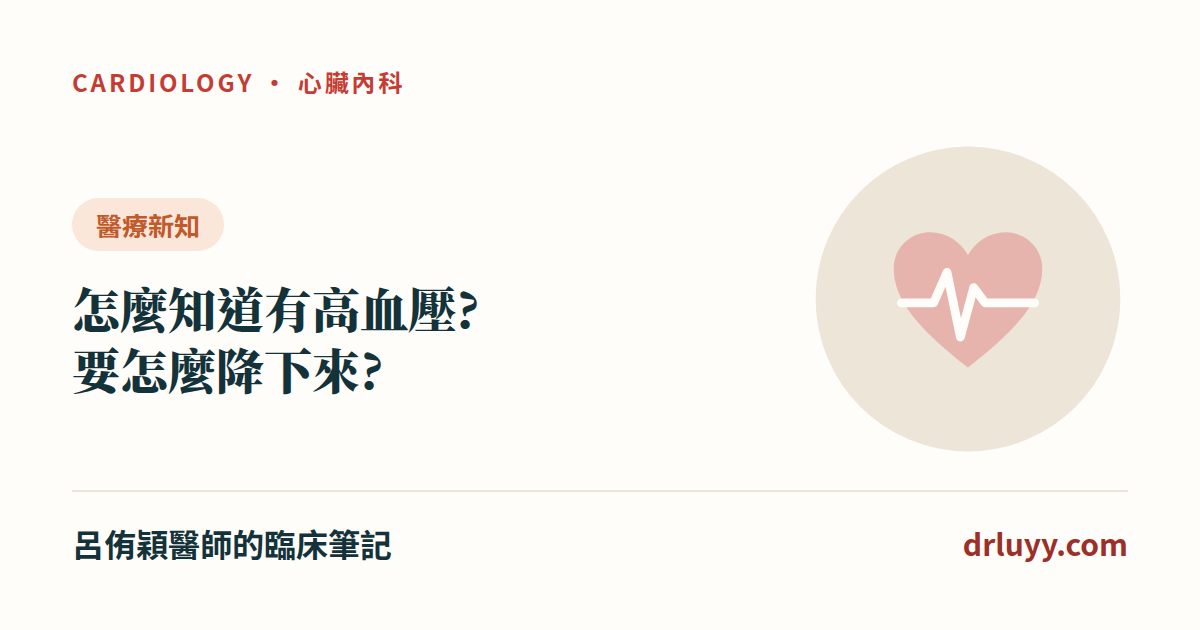 CARDIOLOGY · 心臟內科
醫療新知
怎麼知道有高血壓?
要怎麼降下來?
呂侑穎醫師的臨床筆記
drluyy.com